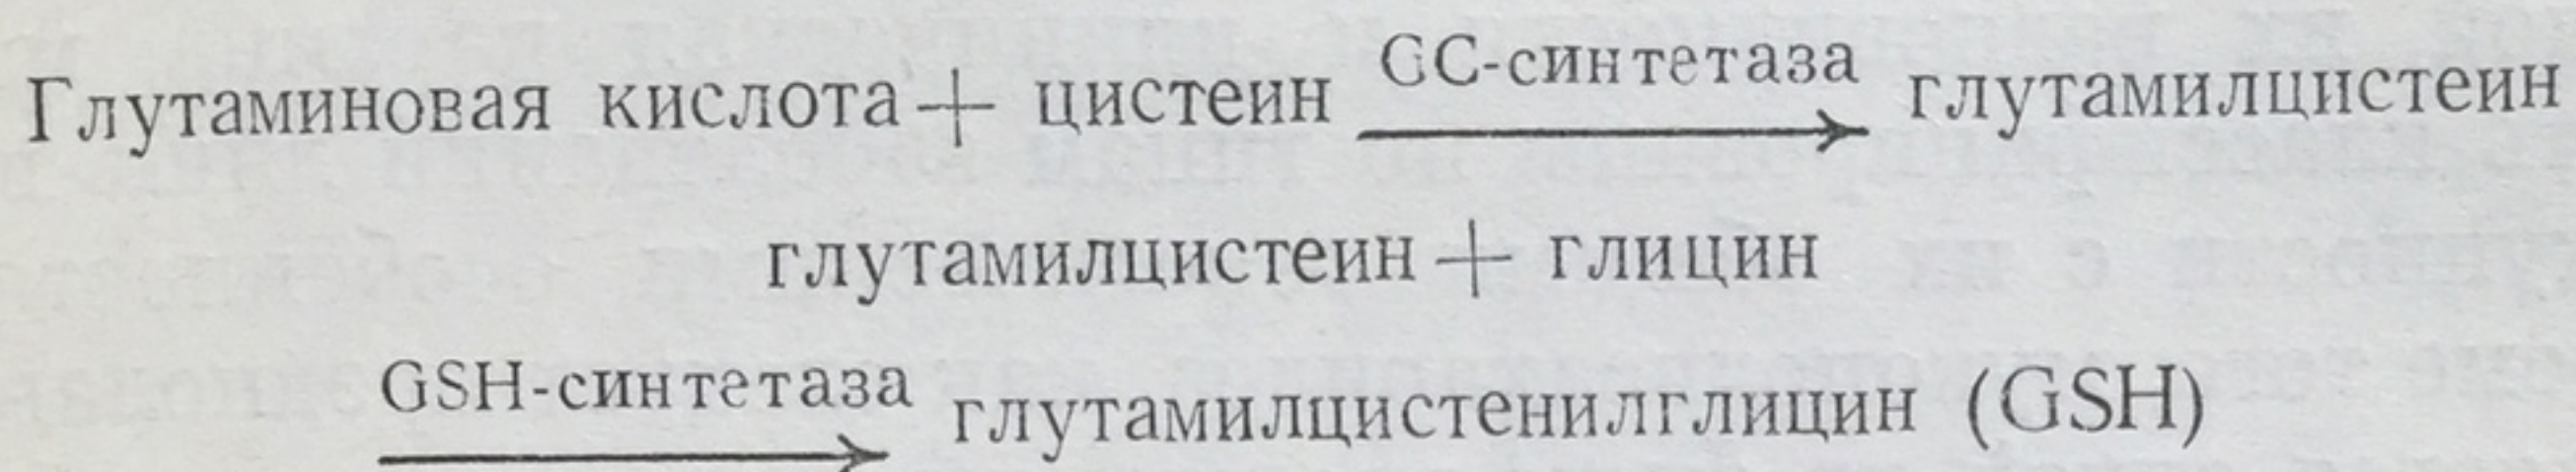 Глутаминовая кислота + цистеин GC-синтетаза глутамилцистеин
глутамилцистеин + глицин
GSH-синтетаза глутамилцистенилглицин (GSH)